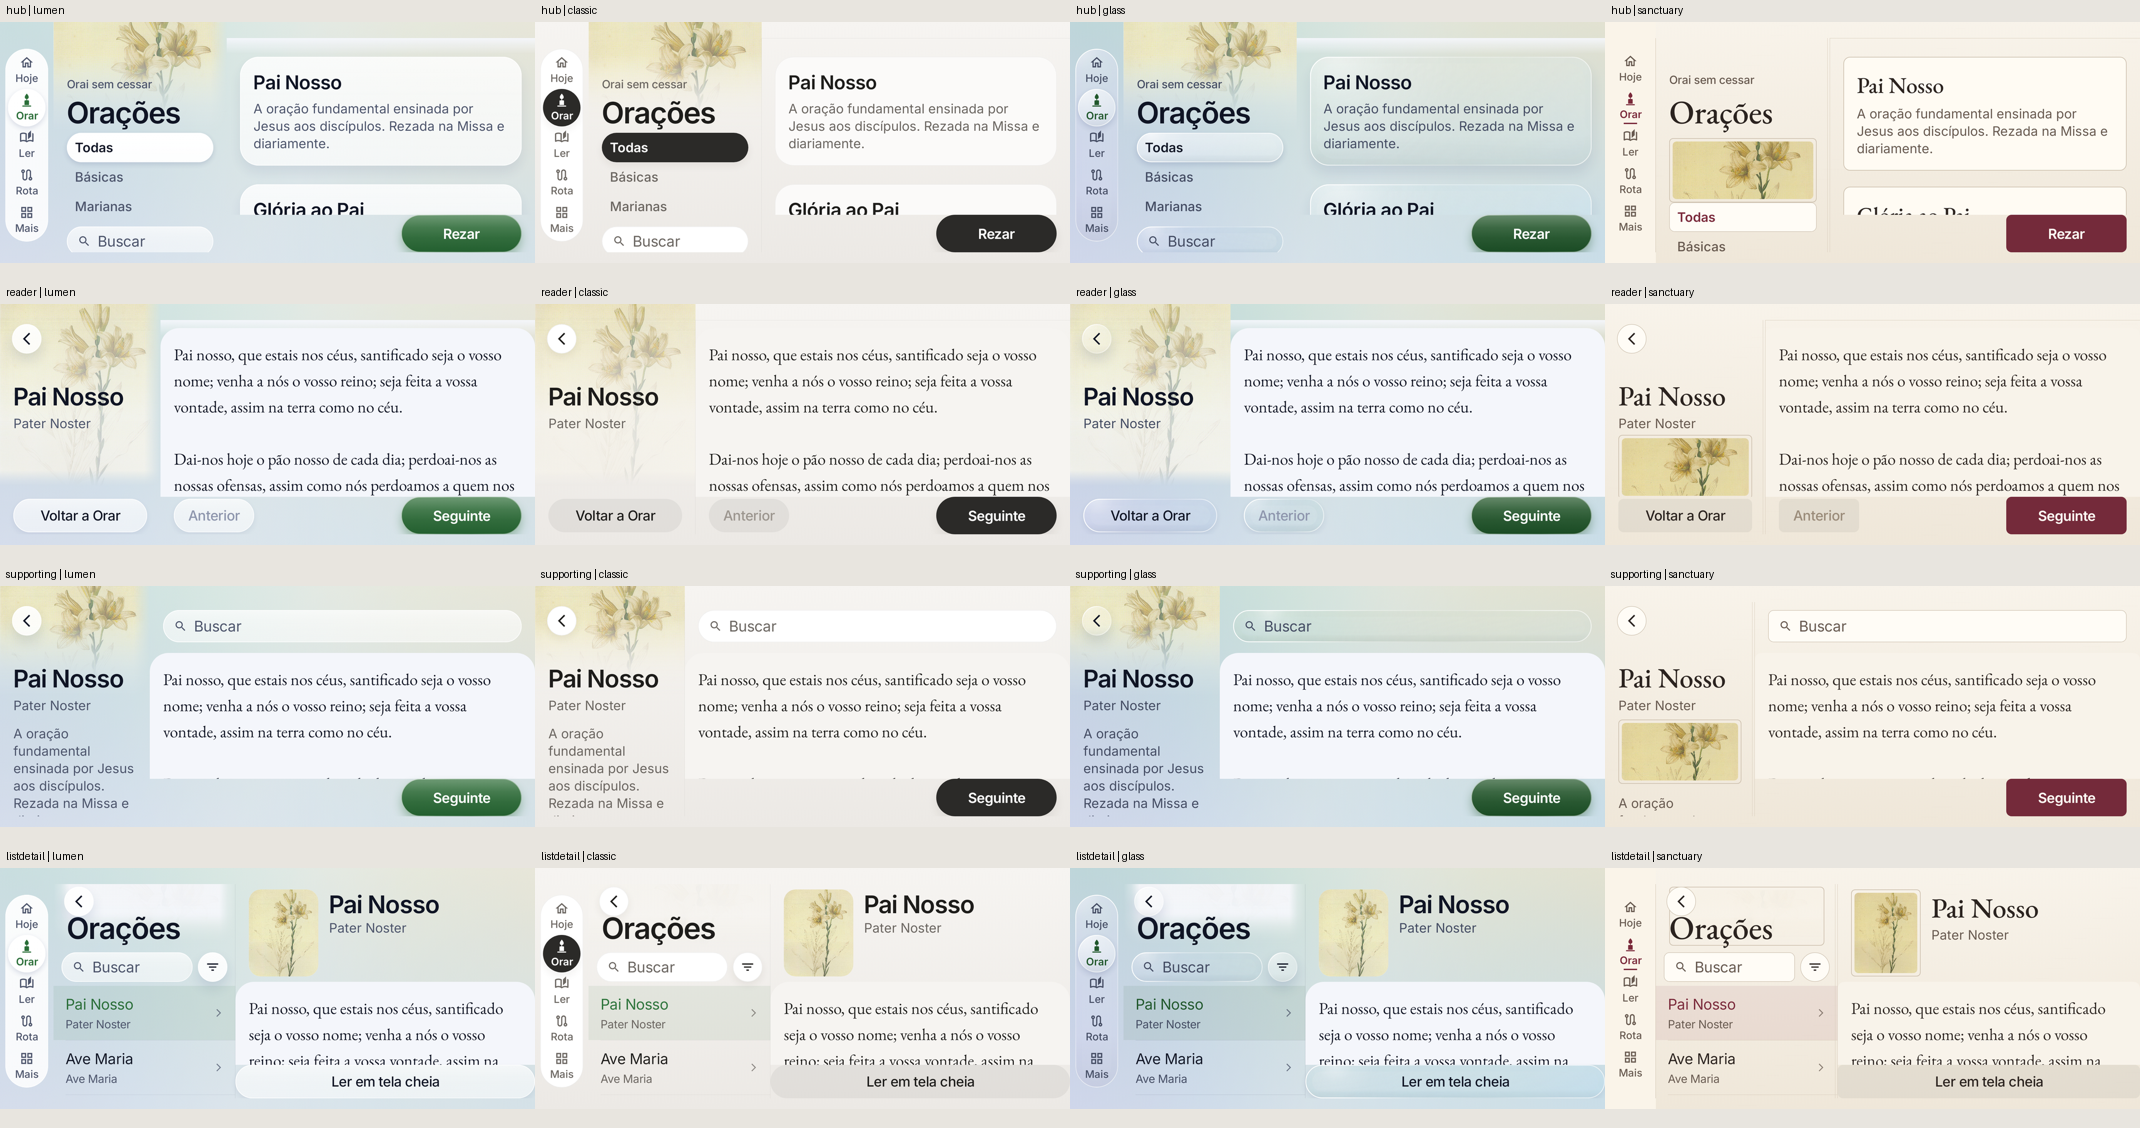 hub | lumen
Hoje
Orar
Ler
Rota
Mais
Orai sem cessar
Orações
Todas
Básicas
Marianas
Buscar
Pai Nosso
A oração fundamental ensinada por
Jesus aos discípulos. Rezada na Missa e
diariamente.
Glória ao Pai
Rezar
hub | classic
Hoje
Orar
Ler
Rota
Mais
Orai sem cessar
Orações
Todas
Básicas
Marianas
Buscar
Pai Nosso
A oração fundamental ensinada por
Jesus aos discípulos. Rezada na Missa e
diariamente.
Glória ao Pai
Rezar
hub | glass
Hoje
Orar
Ler
Rota
Mais
Orai sem cessar
Orações
Todas
Básicas
Marianas
Buscar
Pai Nosso
A oração fundamental ensinada por
Jesus aos discípulos. Rezada na Missa e
diariamente.
Glória ao Pai
Rezar
hub | sanctuary
Hoje
Orar
Ler
Rota
Mais
Orai sem cessar
Orações
Todas
Básicas
Pai Nosso
A oração fundamental ensinada por
Jesus aos discípulos. Rezada na Missa e
diariamente.
Glória ao Pai
Rezar
reader | lumen
Pai Nosso
Pater Noster
Voltar a Orar
Pai nosso, que estais nos céus, santificado seja o vosso
nome; venha a nós o vosso reino; seja feita a vossa
vontade, assim na terra como no céu.
Dai-nos hoje o pão nosso de cada dia; perdoai-nos as
nossas ofensas, assim como nós perdoamos a quem nos
Anterior
Seguinte
reader | classic
Pai Nosso
Pater Noster
Voltar a Orar
Pai nosso, que estais nos céus, santificado seja o vosso
nome; venha a nós o vosso reino; seja feita a vossa
vontade, assim na terra como no céu.
Dai-nos hoje o pão nosso de cada dia; perdoai-nos as
nossas ofensas, assim como nós perdoamos a quem nos
Anterior
Seguinte
reader | glass
Pai Nosso
Pater Noster
Voltar a Orar
Pai nosso, que estais nos céus, santificado seja o vosso
nome; venha a nós o vosso reino; seja feita a vossa
vontade, assim na terra como no céu.
Dai-nos hoje o pão nosso de cada dia; perdoai-nos as
nossas ofensas, assim como nós perdoamos a quem nos
Anterior
Seguinte
reader | sanctuary
Pai Nosso
Pater Noster
Voltar a Orar
Pai nosso, que estais nos céus, santificado seja o vosso
nome; venha a nós o vosso reino; seja feita a vossa
vontade, assim na terra como no céu.
Dai-nos hoje o pão nosso de cada dia; perdoai-nos as
nossas ofensas, assim como nós perdoamos a quem nos
Anterior
Seguinte
supporting | lumen
Pai Nosso
Pater Noster
A oração
fundamental
ensinada por Jesus
aos discípulos.
Rezada na Missa e
Buscar
Pai nosso, que estais nos céus, santificado seja o vosso
nome; venha a nós o vosso reino; seja feita a vossa
vontade, assim na terra como no céu.
Seguinte
supporting | classic
Pai Nosso
Pater Noster
A oração
fundamental
ensinada por Jesus
aos discípulos.
Rezada na Missa e
Buscar
Pai nosso, que estais nos céus, santificado seja o vosso
nome; venha a nós o vosso reino; seja feita a vossa
vontade, assim na terra como no céu.
Seguinte
supporting | glass
Pai Nosso
Pater Noster
A oração
fundamental
ensinada por Jesus
aos discípulos.
Rezada na Missa e
Buscar
Pai nosso, que estais nos céus, santificado seja o vosso
nome; venha a nós o vosso reino; seja feita a vossa
vontade, assim na terra como no céu.
Seguinte
supporting | sanctuary
Pai Nosso
Pater Noster
A oração
Buscar
Pai nosso, que estais nos céus, santificado seja o vosso
nome; venha a nós o vosso reino; seja feita a vossa
vontade, assim na terra como no céu.
Seguinte
listdetail | lumen
Hoje
Orar
Ler
Rota
Mais
Orações
Buscar
Pai Nosso
Pater Noster
Ave Maria
Ave Maria
Pai Nosso
Pater Noster
Pai nosso, que estais nos céus, santificado
seja o vosso nome; venha a nós o vosso
reino; seja feita a vossa vontade, assim na
Ler em tela cheia
listdetail | classic
Hoje
Orar
Ler
Rota
Mais
Orações
Buscar
Pai Nosso
Pater Noster
Ave Maria
Ave Maria
Pai Nosso
Pater Noster
Pai nosso, que estais nos céus, santificado
seja o vosso nome; venha a nós o vosso
reino; seja feita a vossa vontade, assim na
Ler em tela cheia
listdetail | glass
Hoje
Orar
Ler
Rota
Mais
Orações
Buscar
Pai Nosso
Pater Noster
Ave Maria
Ave Maria
Pai Nosso
Pater Noster
Pai nosso, que estais nos céus, santificado
seja o vosso nome; venha a nós o vosso
reino; seja feita a vossa vontade, assim na
Ler em tela cheia
listdetail | sanctuary
Hoje
Orar
Ler
Rota
Mais
Orações
Buscar
Pai Nosso
Pater Noster
Ave Maria
Ave Maria
Pai Nosso
Pater Noster
Pai nosso, que estais nos céus, santificado
seja o vosso nome; venha a nós o vosso
reino; seja feita a vossa vontade, assim na
Ler em tela cheia